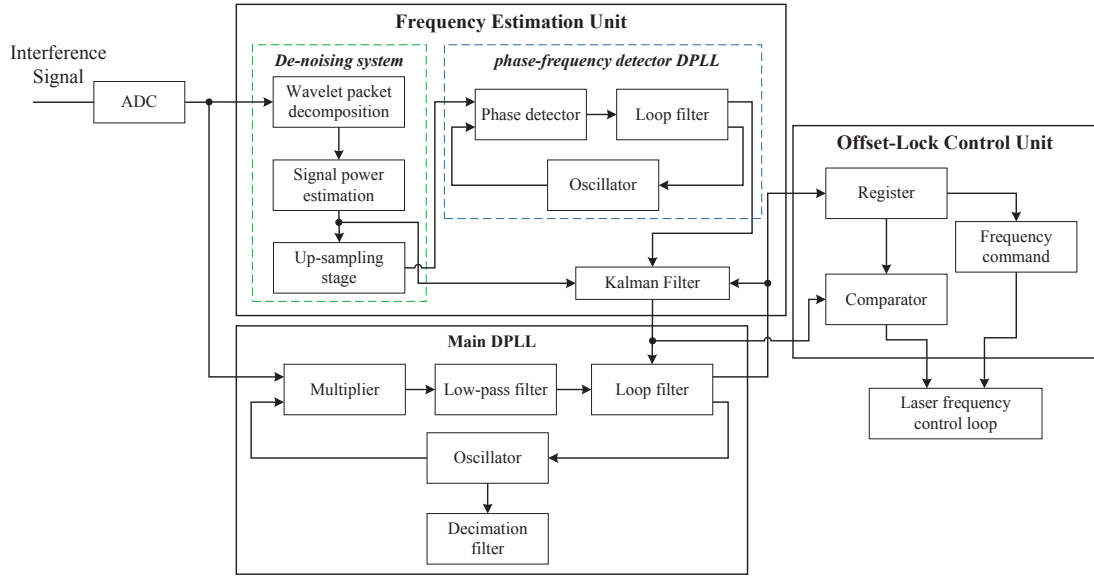 Frequency Estimation Unit
Interference
Signal
ADC
De-noising system
Wavelet packet
decomposition
Signal power
estimation
Up-sampling
stage
phase-frequency detector DPLL
Phase detector
Loop filter
Oscillator
Kalman Filter
Offset-Lock Control Unit
Register
Frequency
command
Comparator
Laser frequency
control loop
Main DPLL
Multiplier
Low-pass filter
Loop filter
Oscillator
Decimation
filter